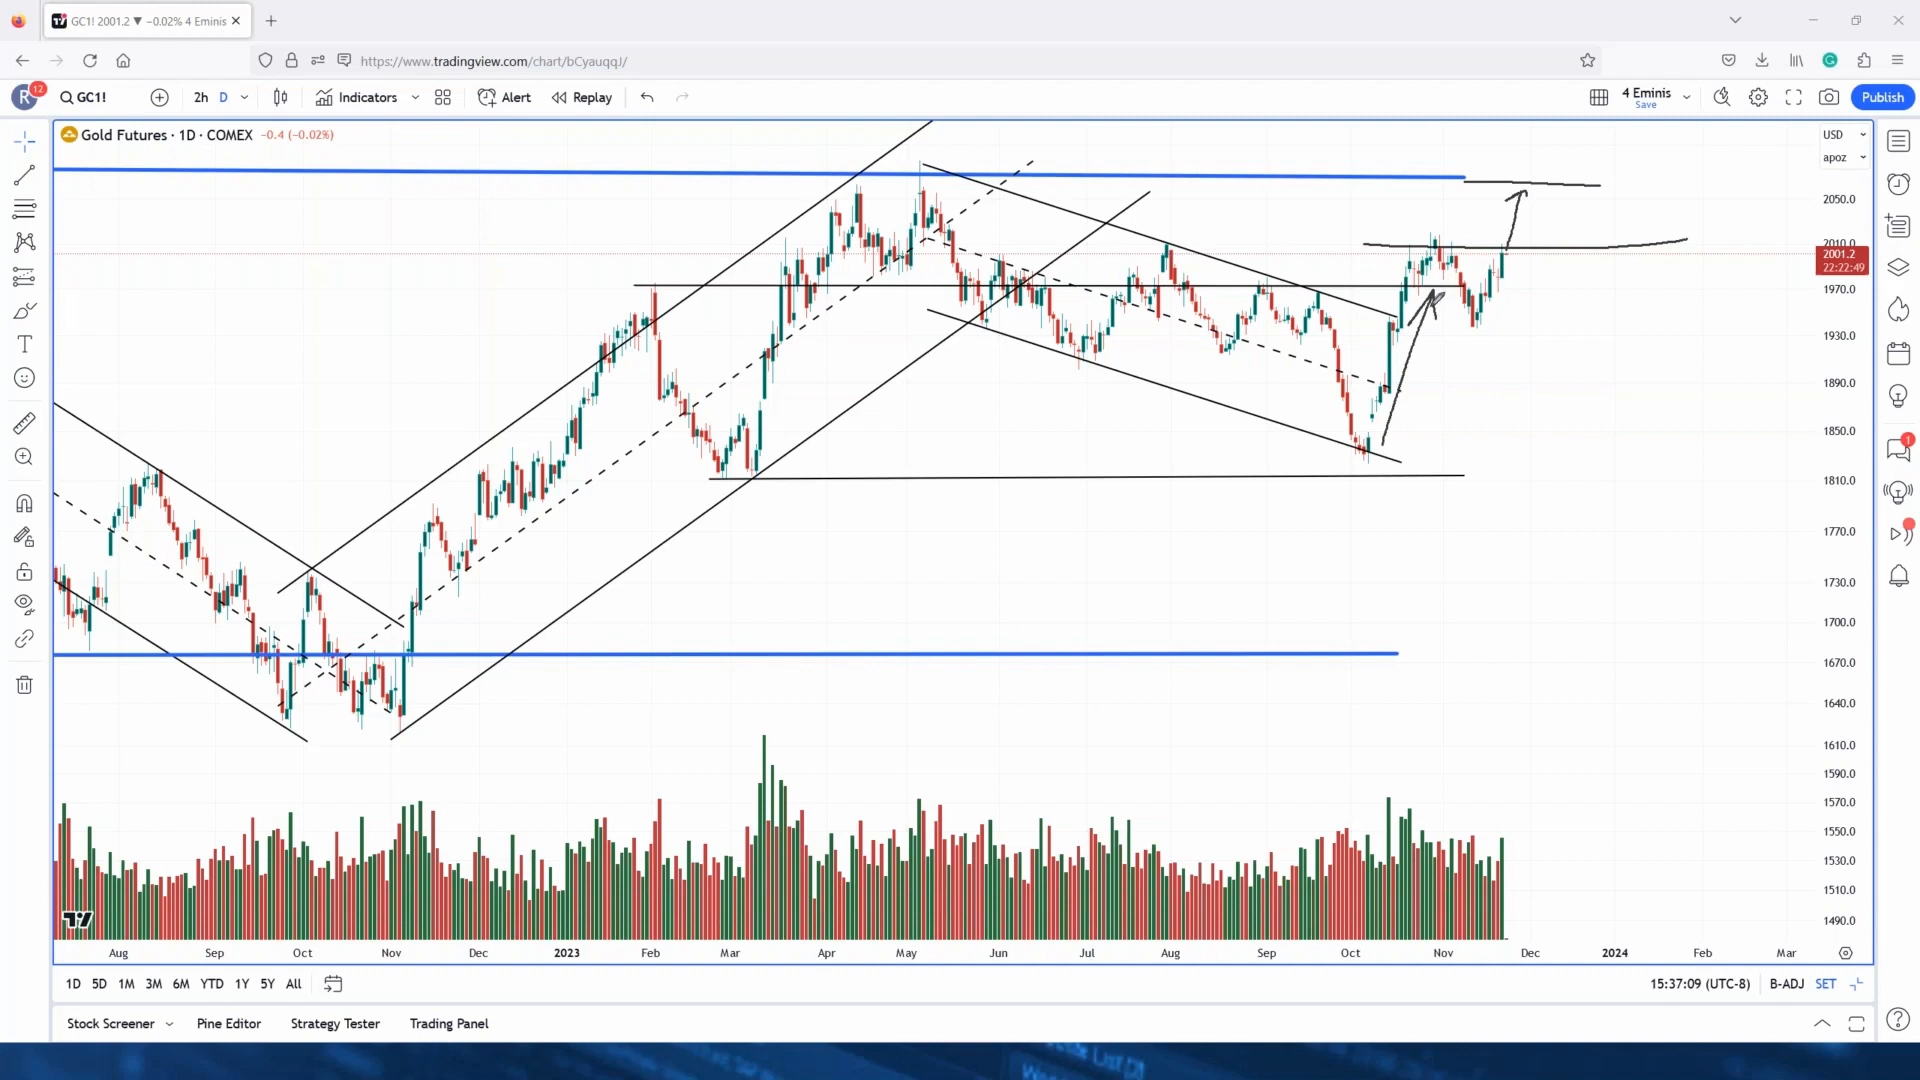 GC1! 2001.2 ▼ −0.02% 4 Eminis
https://www.tradingview.com/chart/bCyauqqJ/
R 12 GC1! 2h D Indicators Alert Replay 4 Eminis Publish
Save
Gold Futures · 1D · COMEX −0.4 (−0.02%)
USD
apoz
2050.0
2010.0
2001.2
22:22:49
1970.0
1930.0
1890.0
1850.0
1810.0
1770.0
1730.0
1700.0
1670.0
1640.0
1610.0
1590.0
1570.0
1550.0
1530.0
1510.0
1490.0
1
Aug Sep Oct Nov Dec 2023 Feb Mar Apr May Jun Jul Aug Sep Oct Nov Dec 2024 Feb Mar
1D 5D 1M 3M 6M YTD 1Y 5Y All 15:37:09 (UTC-8) B-ADJ SET
Stock Screener Pine Editor Strategy Tester Trading Panel